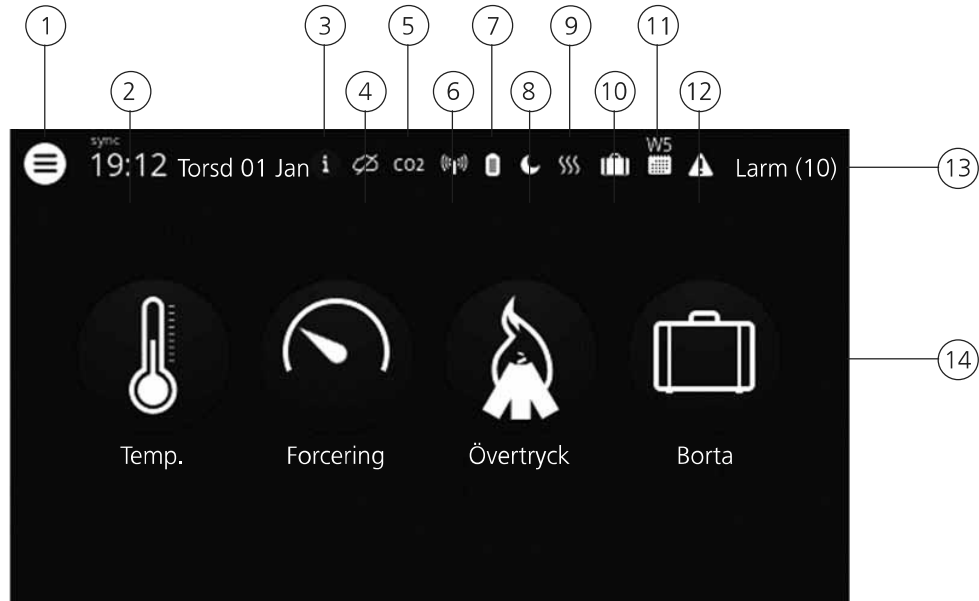 1 3 5 7 9 11
2 4 6 8 10 12
sync W5
19:12 Torsd 01 Jan i CO2 Larm (10) 13
14
Temp. Forcering Övertryck Borta